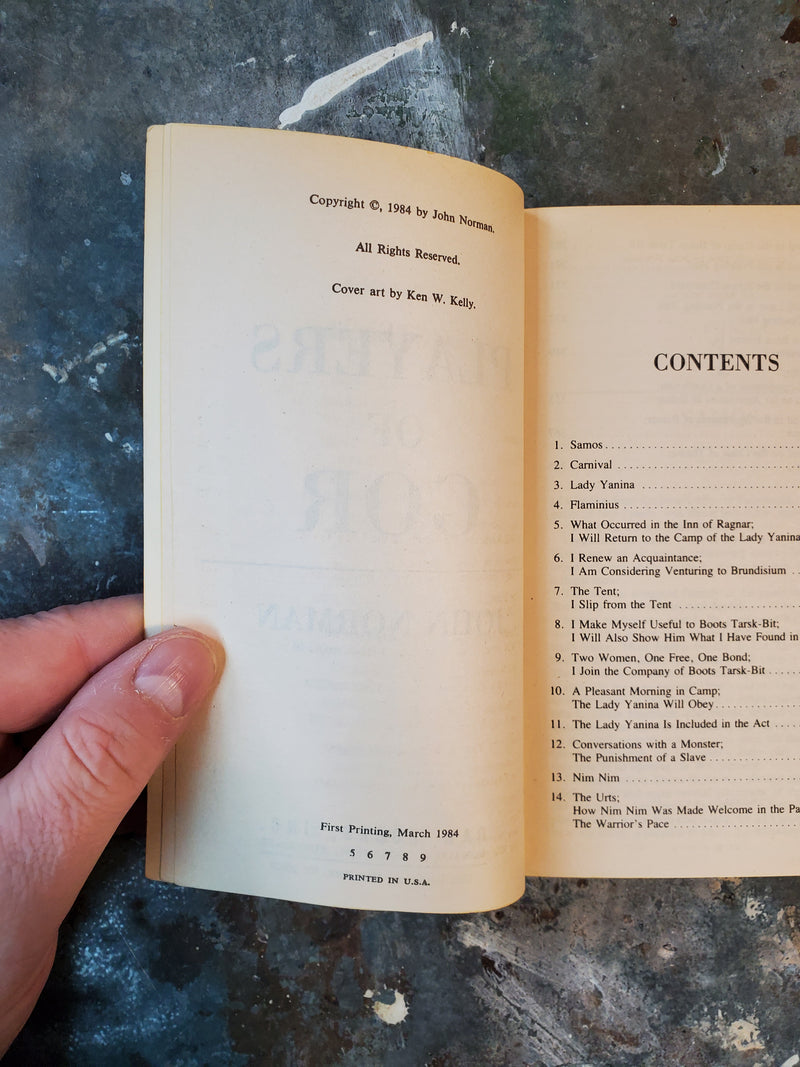 Copyright ©, 1984 by John Norman.
All Rights Reserved.
Cover art by Ken W. Kelly.
PLAYERS
OF
GOR
JOHN NORMAN
First Printing, March 1984
5 6 7 8 9
PRINTED IN U.S.A.
CONTENTS
1. Samos
2. Carnival
3. Lady Yanina
4. Flaminius
5. What Occurred in the Inn of Ragnar;
I Will Return to the Camp of the Lady Yanina
6. I Renew an Acquaintance;
I Am Considering Venturing to Brundisium
7. The Tent;
I Slip from the Tent
8. I Make Myself Useful to Boots Tarsk-Bit;
I Will Also Show Him What I Have Found in
9. Two Women, One Free, One Bond;
I Join the Company of Boots Tarsk-Bit
10. A Pleasant Morning in Camp;
The Lady Yanina Will Obey
11. The Lady Yanina Is Included in the Act
12. Conversations with a Monster;
The Punishment of a Slave
13. Nim Nim
14. The Urts;
How Nim Nim Was Made Welcome in the Pa
The Warrior's Pace